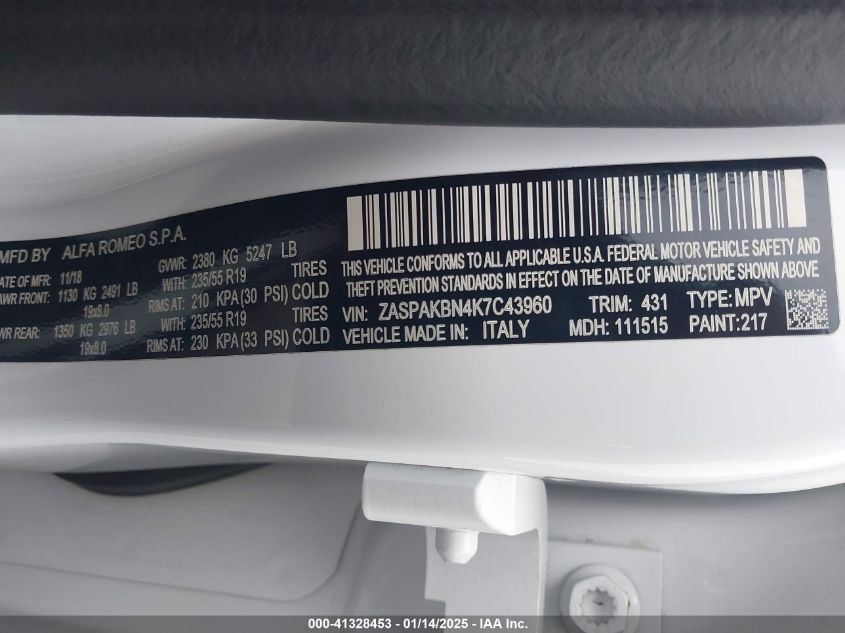 MFD BY ALFA ROMEO S.P.A.
DATE OF MFR: 11/18 GVWR: 2380 KG 5247 LB
AWR FRONT: 1130 KG 2491 LB WITH: 235/55 R19 TIRES
19x8.0 RIMS AT: 210 KPA (30 PSI) COLD
WR REAR: 1350 KG 2976 LB WITH: 235/55 R19 TIRES
19x8.0 RIMS AT: 230 KPA (33 PSI) COLD
THIS VEHICLE CONFORMS TO ALL APPLICABLE U.S.A. FEDERAL MOTOR VEHICLE SAFETY AND
THEFT PREVENTION STANDARDS IN EFFECT ON THE DATE OF MANUFACTURE SHOWN ABOVE.
VIN: ZASPAKBN4K7C43960 TRIM: 431 TYPE: MPV
VEHICLE MADE IN: ITALY MDH: 111515 PAINT:217
000-41328453 - 01/14/2025 - IAA Inc.